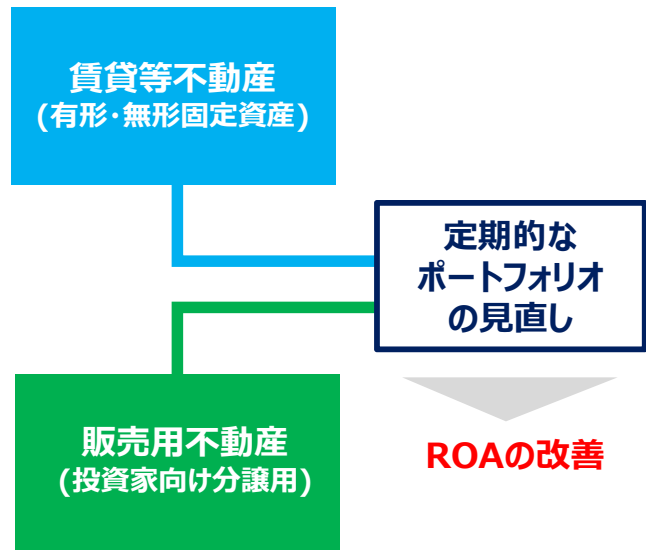 賃貸等不動産
(有形・無形固定資産)
定期的な
ポートフォリオ
の見直し
販売用不動産
(投資家向け分譲用)
ROAの改善